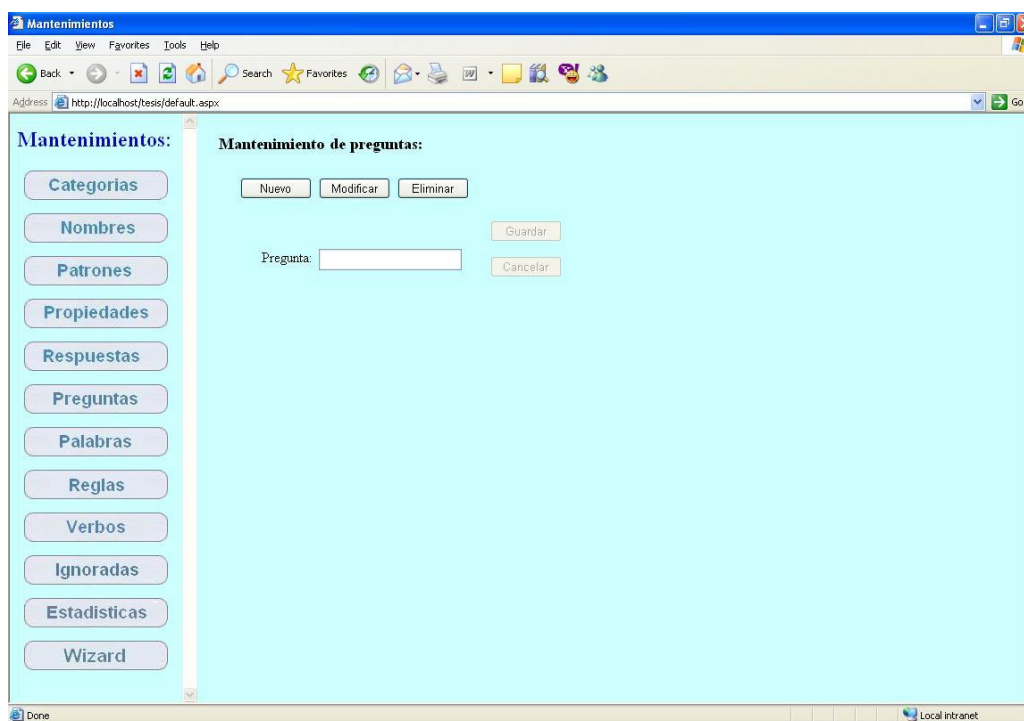 Mantenimientos
File Edit View Favorites Tools Help
Back Search Favorites
Address http://localhost/tesis/default.aspx Go
Mantenimientos:
Categorias
Nombres
Patrones
Propiedades
Respuestas
Preguntas
Palabras
Reglas
Verbos
Ignoradas
Estadisticas
Wizard
Mantenimiento de preguntas:
Nuevo Modificar Eliminar
Guardar
Pregunta:
Cancelar
Done Local intranet